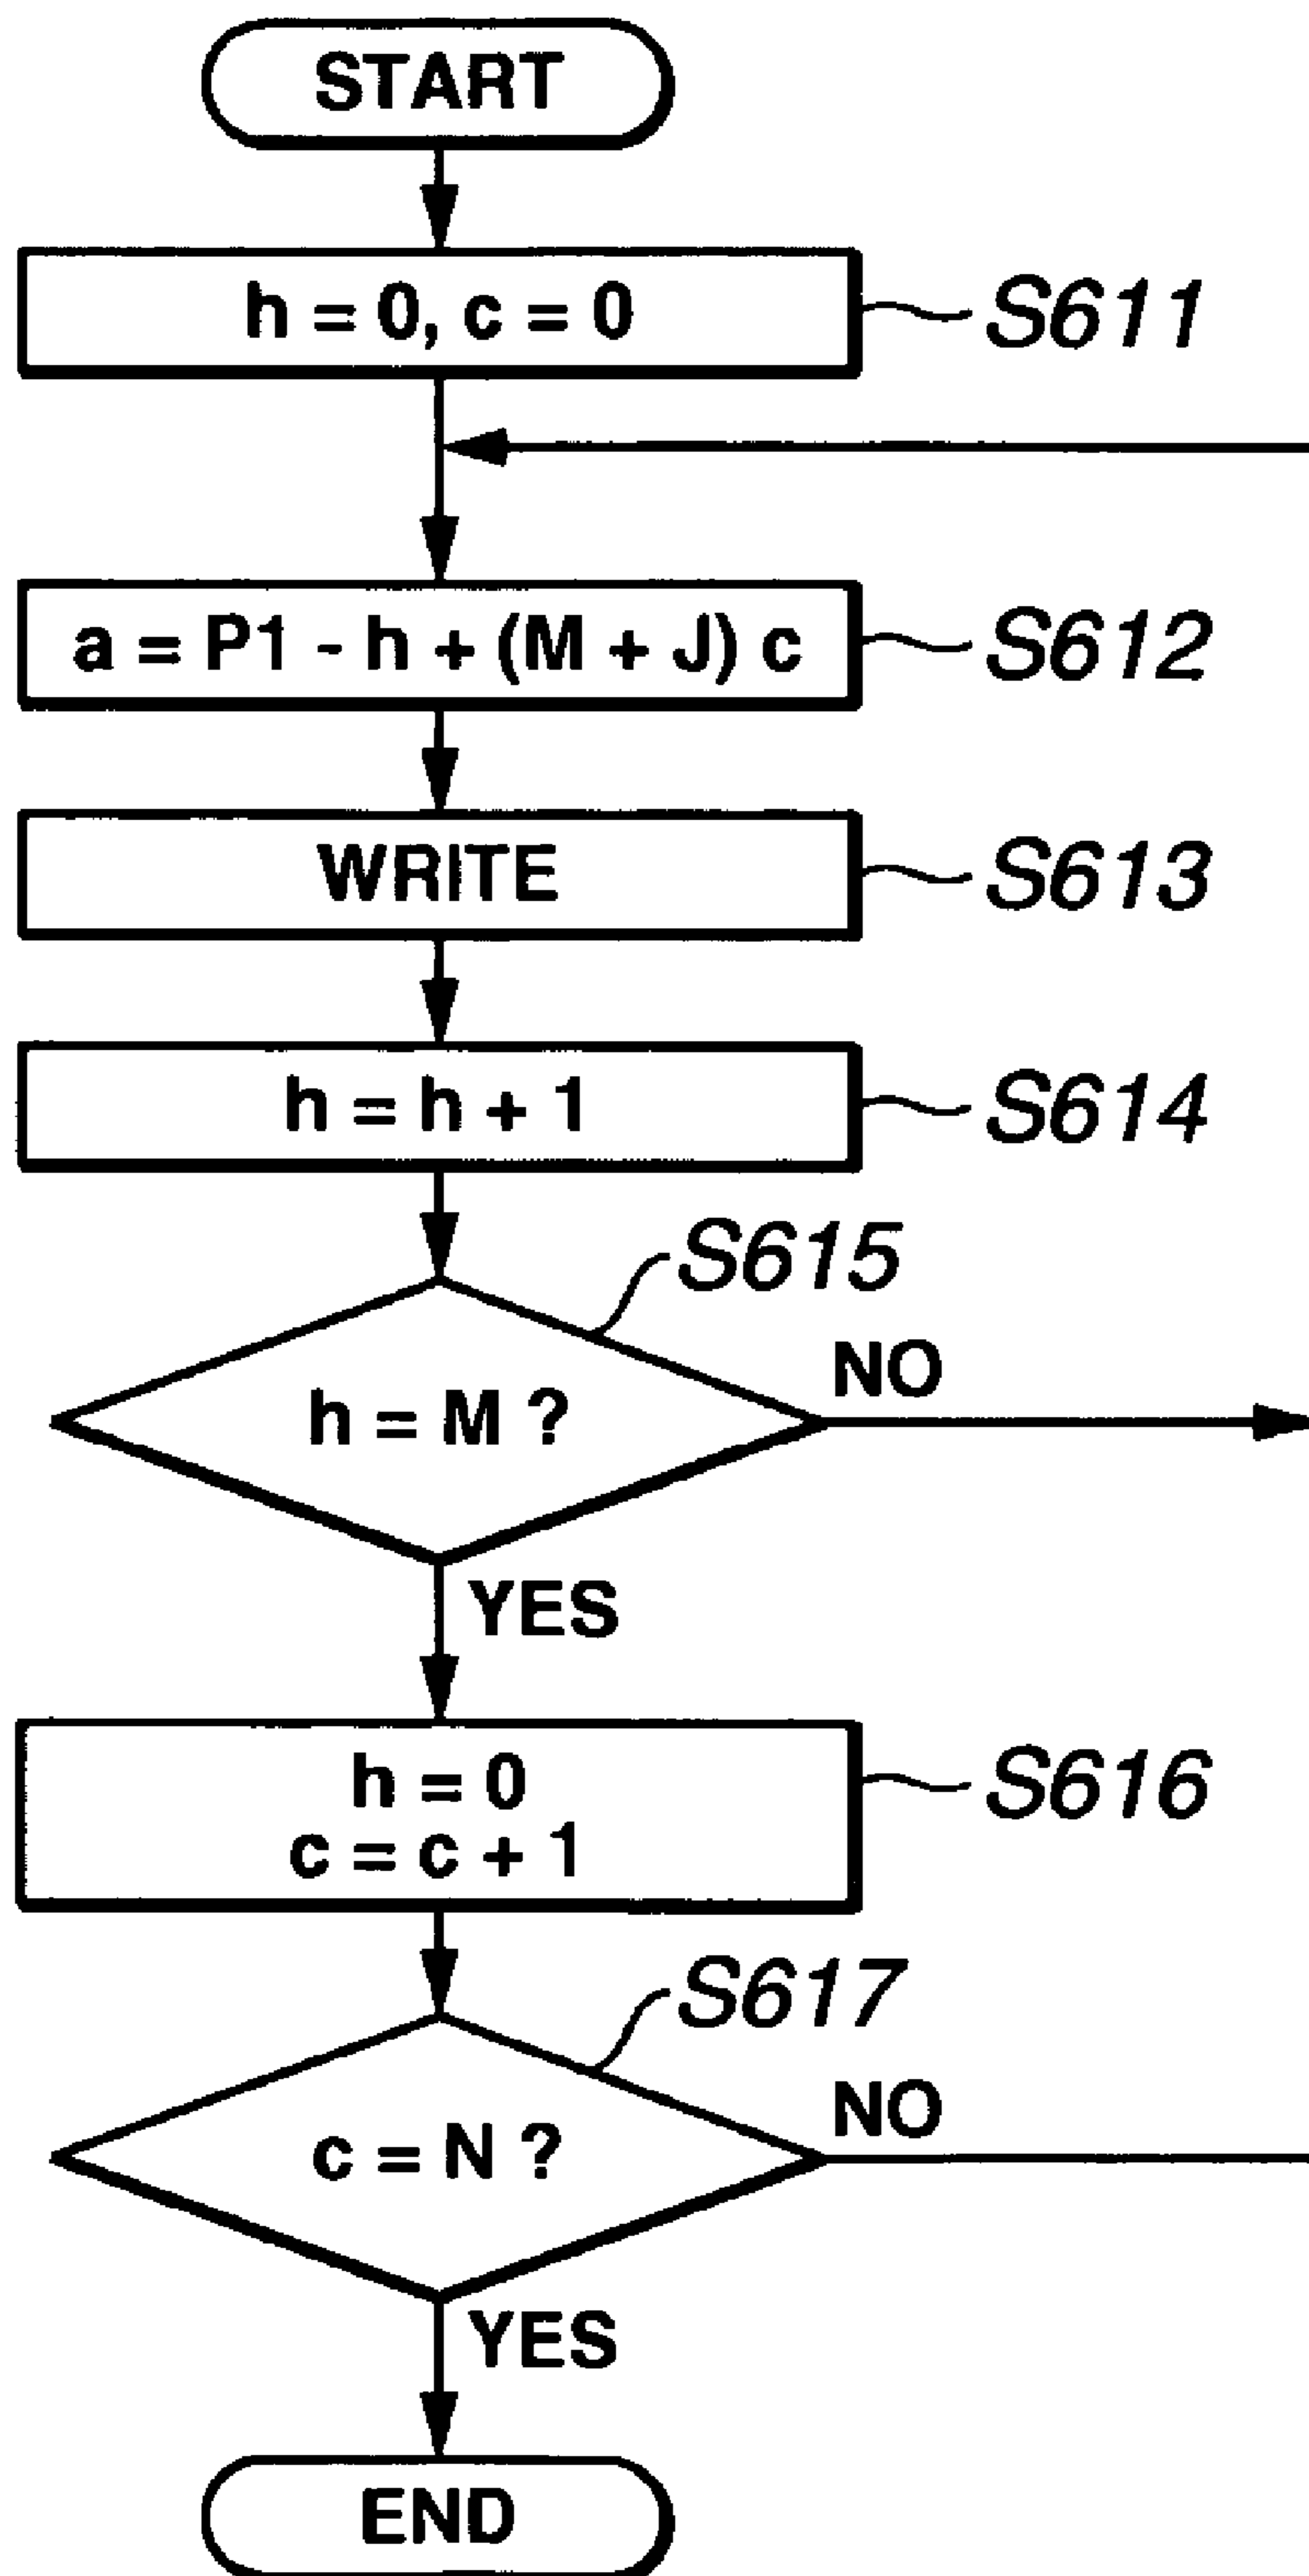 START
h = 0, c = 0
S611
a = P1 - h + (M + J) c
S612
WRITE
S613
h = h + 1
S614
S615
h = M ?
NO
YES
h = 0
c = c + 1
S616
S617
c = N ?
NO
YES
END